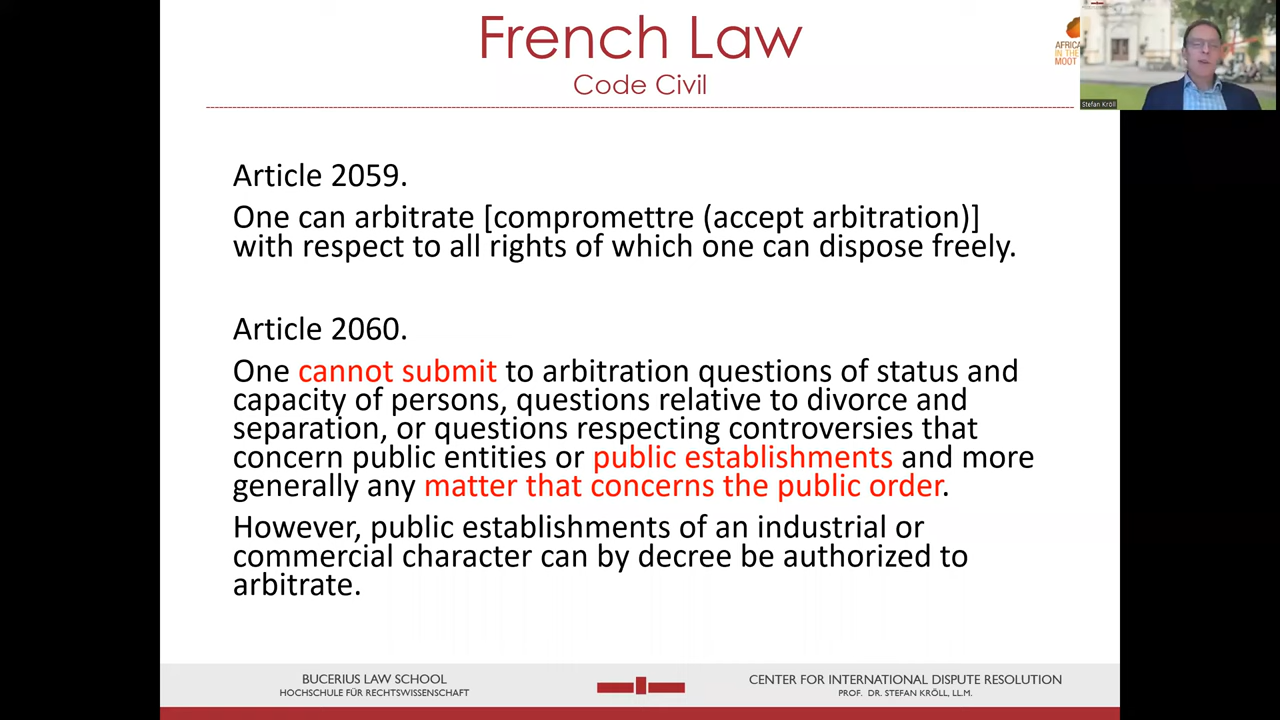 French Law
Code Civil
AFRICA
IN THE
MOOT
Stefan Kröll
Article 2059.
One can arbitrate [compromettre (accept arbitration)]
with respect to all rights of which one can dispose freely.
Article 2060.
One cannot submit to arbitration questions of status and
capacity of persons, questions relative to divorce and
separation, or questions respecting controversies that
concern public entities or public establishments and more
generally any matter that concerns the public order.
However, public establishments of an industrial or
commercial character can by decree be authorized to
arbitrate.
BUCERIUS LAW SCHOOL
HOCHSCHULE FÜR RECHTSWISSENSCHAFT
CENTER FOR INTERNATIONAL DISPUTE RESOLUTION
PROF. DR. STEFAN KRÖLL, LL.M.